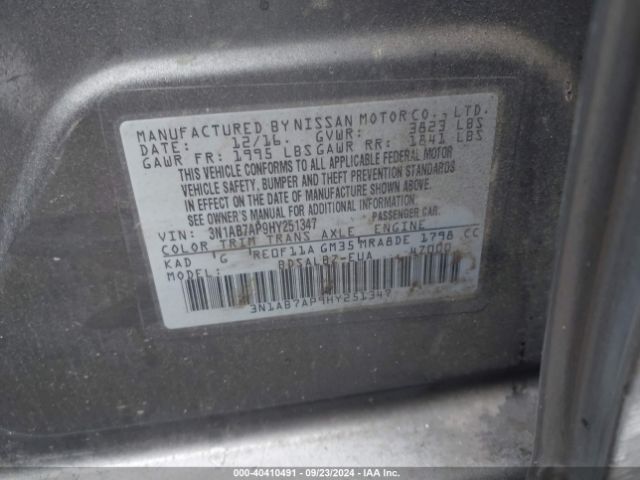 MANUFACTURED BY NISSAN MOTOR CO., LTD.
DATE: 12/16. GVWR: 3823 LBS
GAWR FR: 1995 LBS GAWR RR: 1841 LBS
THIS VEHICLE CONFORMS TO ALL APPLICABLE FEDERAL MOTOR
VEHICLE SAFETY, BUMPER AND THEFT PREVENTION STANDARDS
IN EFFECT ON THE DATE OF MANUFACTURE SHOWN ABOVE.
SEE OWNER'S MANUAL FOR ADDITIONAL INFORMATION.
VIN: 3N1AB7AP9HY251347 PASSENGER CAR.
COLOR TRIM TRANS AXLE ENGINE
KAD G RE0F11A GM35 MRA8DE 1798 CC
BDSALB7-EUA 47000
3N1AB7AP9HY251347
000-40410491 - 09/23/2024 - IAA Inc.